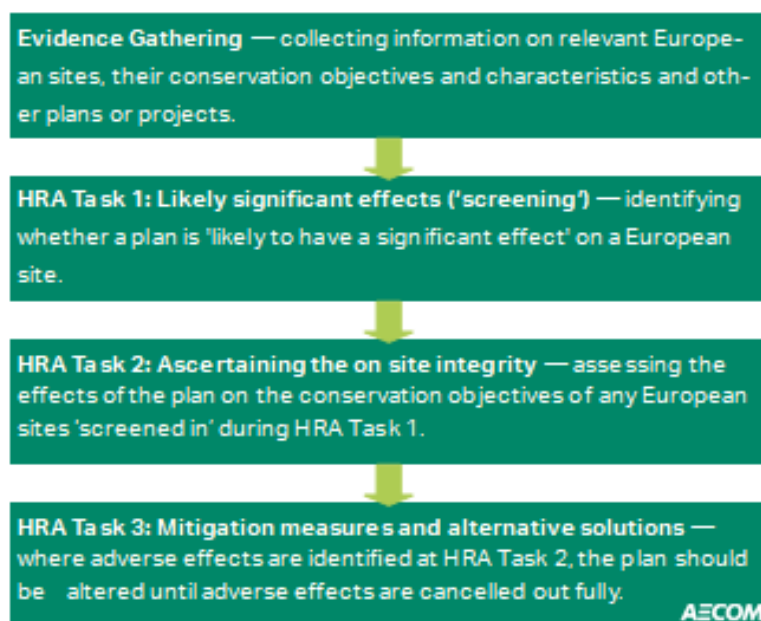 Evidence Gathering — collecting information on relevant Europe-
an sites, their conservation objectives and characteristics and oth-
er plans or projects.
HRA Task 1: Likely significant effects (‘screening’) — identifying
whether a plan is 'likely to have a significant effect' on a European
site.
HRA Task 2: Ascertaining the on site integrity — assessing the
effects of the plan on the conservation objectives of any European
sites ‘screened in’ during HRA Task 1.
HRA Task 3: Mitigation measures and alternative solutions —
where adverse effects are identified at HRA Task 2, the plan should
be altered until adverse effects are cancelled out fully.
AECOM